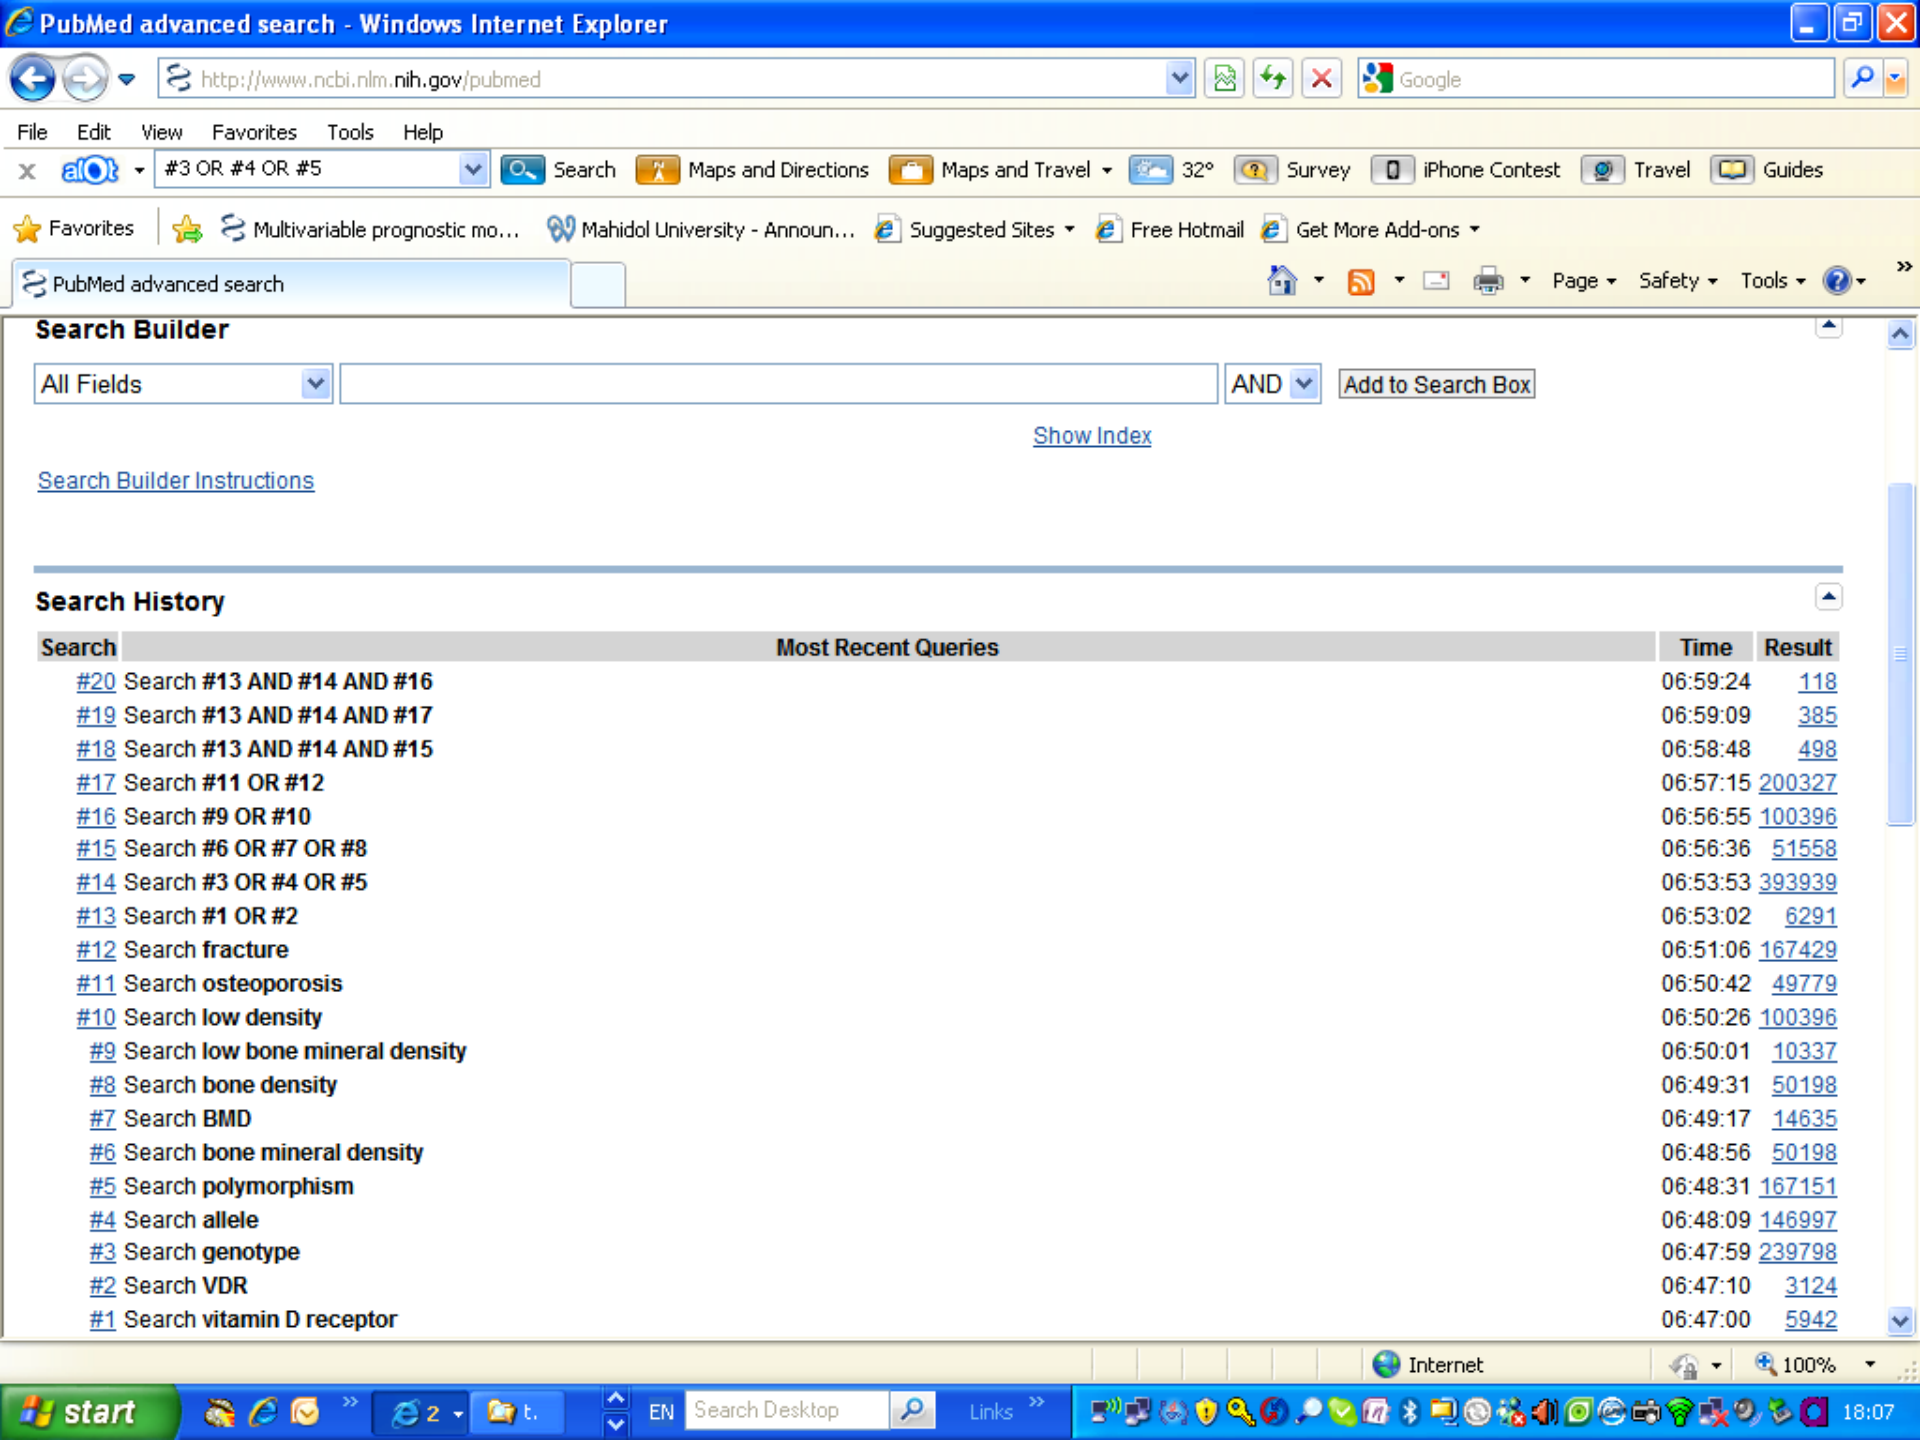 PubMed advanced search - Windows Internet Explorer
http://www.ncbi.nlm.nih.gov/pubmed Google
File Edit View Favorites Tools Help
x alot #3 OR #4 OR #5 Search Maps and Directions Maps and Travel 32° Survey iPhone Contest Travel Guides
Favorites Multivariable prognostic mo... Mahidol University - Announ... Suggested Sites Free Hotmail Get More Add-ons
PubMed advanced search Page Safety Tools »
Search Builder
All Fields AND Add to Search Box
Show Index
Search Builder Instructions
Search History
Search Most Recent Queries Time Result
#20 Search #13 AND #14 AND #16 06:59:24 118
#19 Search #13 AND #14 AND #17 06:59:09 385
#18 Search #13 AND #14 AND #15 06:58:48 498
#17 Search #11 OR #12 06:57:15 200327
#16 Search #9 OR #10 06:56:55 100396
#15 Search #6 OR #7 OR #8 06:56:36 51558
#14 Search #3 OR #4 OR #5 06:53:53 393939
#13 Search #1 OR #2 06:53:02 6291
#12 Search fracture 06:51:06 167429
#11 Search osteoporosis 06:50:42 49779
#10 Search low density 06:50:26 100396
#9 Search low bone mineral density 06:50:01 10337
#8 Search bone density 06:49:31 50198
#7 Search BMD 06:49:17 14635
#6 Search bone mineral density 06:48:56 50198
#5 Search polymorphism 06:48:31 167151
#4 Search allele 06:48:09 146997
#3 Search genotype 06:47:59 239798
#2 Search VDR 06:47:10 3124
#1 Search vitamin D receptor 06:47:00 5942
Internet 100%
start » 2 t. EN Search Desktop Links » 18:07